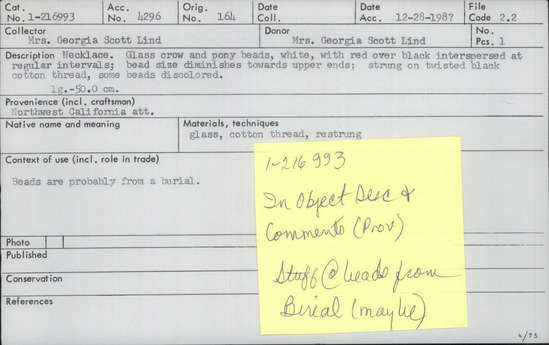 Cat. No. 1-216993 Acc. No. 4296 Orig. No. 164 Date Coll. Date Acc. 12-28-1987 File Code 2.2
Collector Mrs. Georgia Scott Lind Donor Mrs. Georgia Scott Lind No. Pcs. 1
Description Necklace. Glass crow and pony beads, white, with red over black interspersed at
regular intervals; bead size diminishes towards upper ends; strung on twisted black
cotton thread, some beads discolored.
lg.-50.0 cm.
Provenience (incl. craftsman)
Northwest California att.
Native name and meaning
Materials, techniques
glass, cotton thread, restrung
Context of use (incl. role in trade)
Beads are probably from a burial.
Photo
Published
Conservation
References
1-216993
In Object Desc &
Comments (Prov)
Stuff @ beads from
Birial (maybe)
4/75